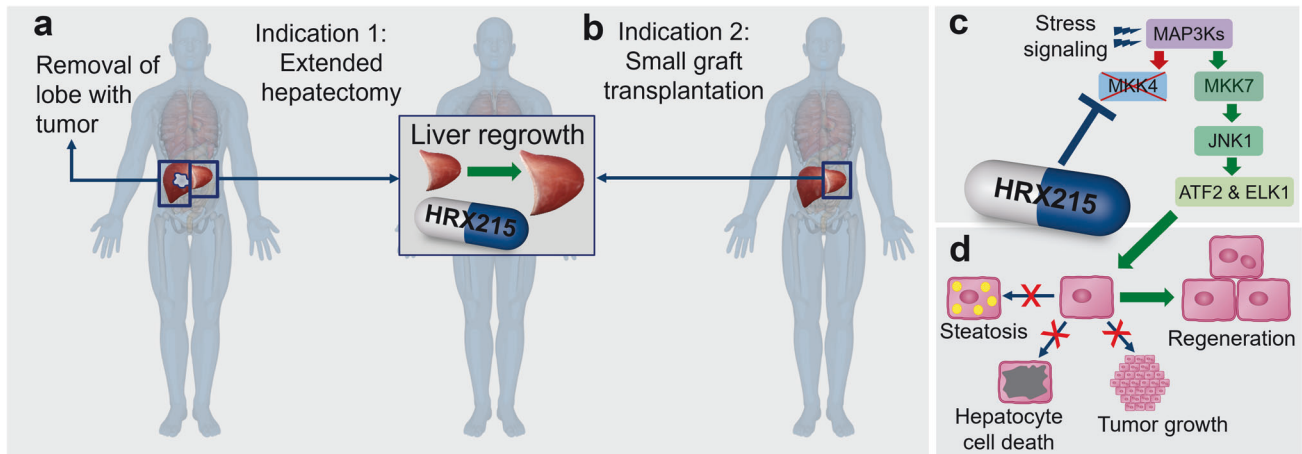 a
Indication 1:
Extended
hepatectomy
Removal of
lobe with
tumor
b
Indication 2:
Small graft
transplantation
Liver regrowth
HRX215
c
Stress
signaling
MAP3Ks
MKK4
MKK7
JNK1
ATF2 & ELK1
HRX215
d
Steatosis
Regeneration
Hepatocyte
cell death
Tumor growth